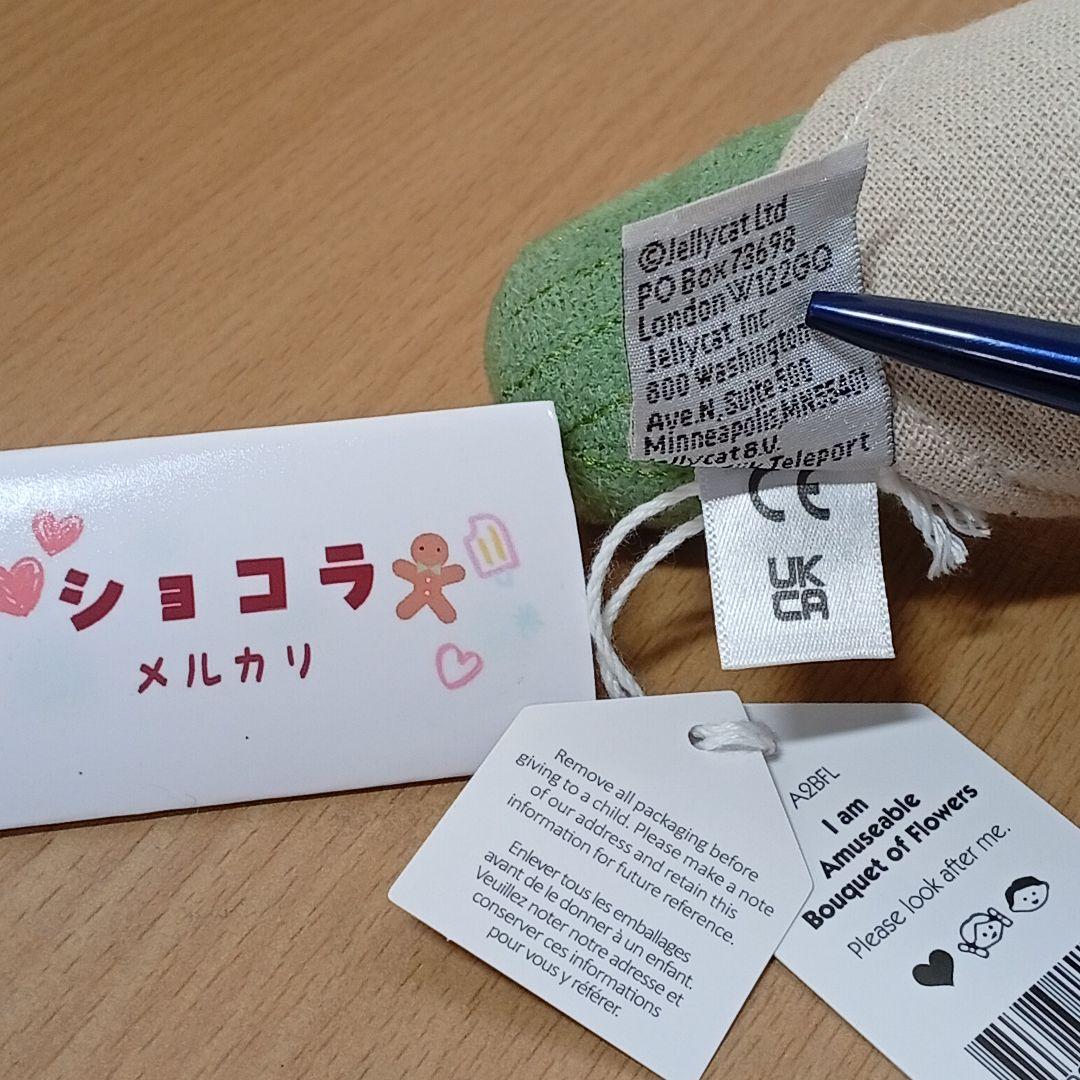 ©Jellycat Ltd
PO Box 73698
London W122GQ
Jellycat Inc
800 Washington
Ave N. Suite 500
Minneapolis, MN 55401
Jellycat B.V.
Teleport
CE
UK
CA
ショコラ
メルカリ
Remove all packaging before
giving to a child. Please make a note
of our address and retain this
information for future reference.
Enlever tous les emballages
avant de le donner à un enfant.
Veuillez noter notre adresse et
conserver ces informations
pour vous y référer.
A2BFL
I am
Amuseable
Bouquet of Flowers
Please look after me.